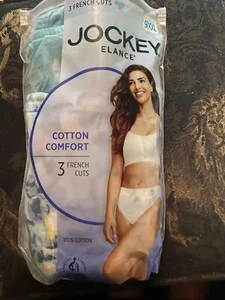 3 FRENCH CUTS
JOCKEY
ELANCE
COTTON
COMFORT
3 FRENCH
CUTS
100% COTTON